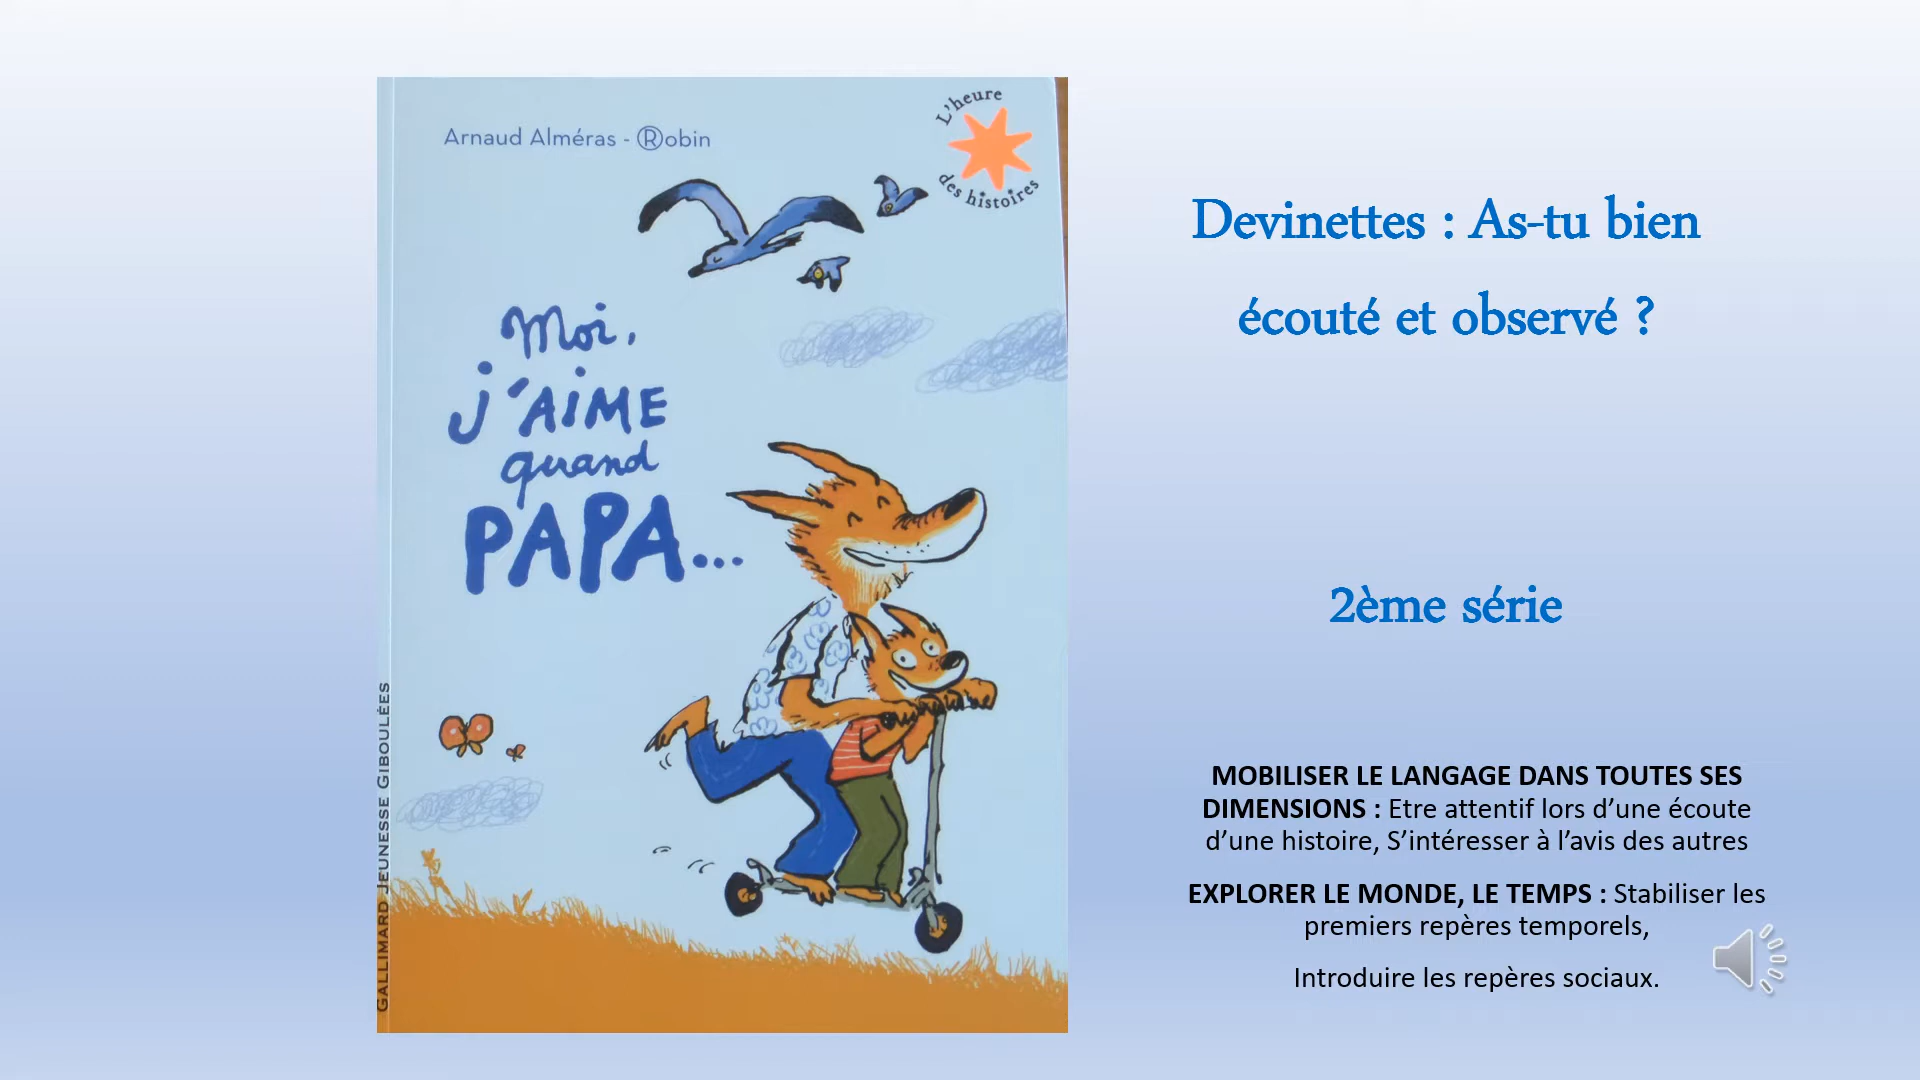 Arnaud Alméras - Robin
L'heure
des histoires
Moi,
j'AiME
quand
PAPA...
GALLIMARD JEUNESSE GIBOULÉES
Devinettes : As-tu bien
écouté et observé ?
2ème série
MOBILISER LE LANGAGE DANS TOUTES SES
DIMENSIONS : Etre attentif lors d’une écoute
d’une histoire, S’intéresser à l’avis des autres
EXPLORER LE MONDE, LE TEMPS : Stabiliser les
premiers repères temporels,
Introduire les repères sociaux.